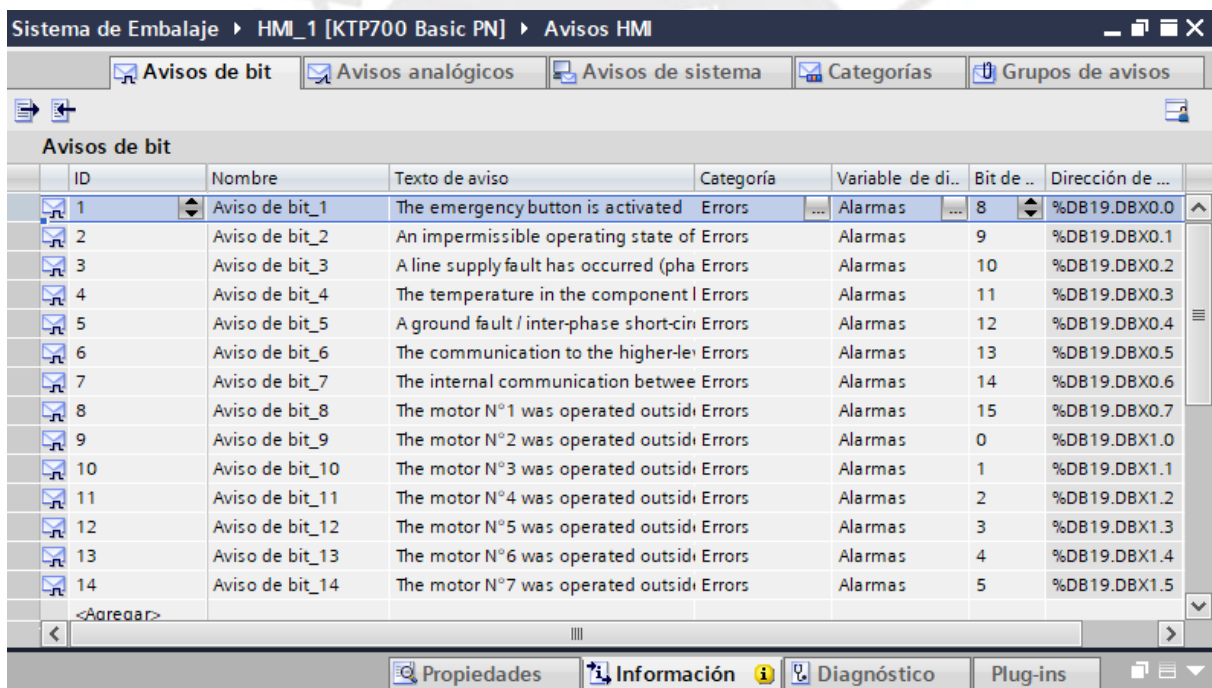 Sistema de Embalaje ▸ HMI_1 [KTP700 Basic PN] ▸ Avisos HMI
Avisos de bit Avisos analógicos Avisos de sistema Categorías Grupos de avisos
Avisos de bit
ID Nombre Texto de aviso Categoría Variable de di.. Bit de .. Dirección de ...
1 Aviso de bit_1 The emergency button is activated Errors ... Alarmas ... 8 %DB19.DBX0.0
2 Aviso de bit_2 An impermissible operating state of Errors Alarmas 9 %DB19.DBX0.1
3 Aviso de bit_3 A line supply fault has occurred (pha Errors Alarmas 10 %DB19.DBX0.2
4 Aviso de bit_4 The temperature in the component Errors Alarmas 11 %DB19.DBX0.3
5 Aviso de bit_5 A ground fault / inter-phase short-cir Errors Alarmas 12 %DB19.DBX0.4
6 Aviso de bit_6 The communication to the higher-le Errors Alarmas 13 %DB19.DBX0.5
7 Aviso de bit_7 The internal communication betwee Errors Alarmas 14 %DB19.DBX0.6
8 Aviso de bit_8 The motor N°1 was operated outsid Errors Alarmas 15 %DB19.DBX0.7
9 Aviso de bit_9 The motor N°2 was operated outsid Errors Alarmas 0 %DB19.DBX1.0
10 Aviso de bit_10 The motor N°3 was operated outsid Errors Alarmas 1 %DB19.DBX1.1
11 Aviso de bit_11 The motor N°4 was operated outsid Errors Alarmas 2 %DB19.DBX1.2
12 Aviso de bit_12 The motor N°5 was operated outsid Errors Alarmas 3 %DB19.DBX1.3
13 Aviso de bit_13 The motor N°6 was operated outsid Errors Alarmas 4 %DB19.DBX1.4
14 Aviso de bit_14 The motor N°7 was operated outsid Errors Alarmas 5 %DB19.DBX1.5
<Agregar>
Propiedades Información Diagnóstico Plug-ins